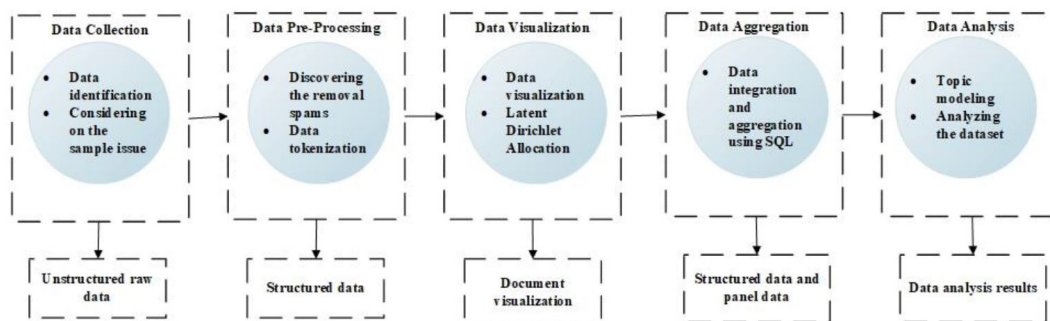 Data Collection
• Data
identification
• Considering
on the
sample issue
Unstructured raw
data
Data Pre-Processing
• Discovering
the removal
spams
• Data
tokenization
Structured data
Data Visualization
• Data
visualization
• Latent
Dirichlet
Allocation
Document
visualization
Data Aggregation
• Data
integration
and
aggregation
using SQL
Structured data and
panel data
Data Analysis
• Topic
modeling
• Analyzing
the dataset
Data analysis results